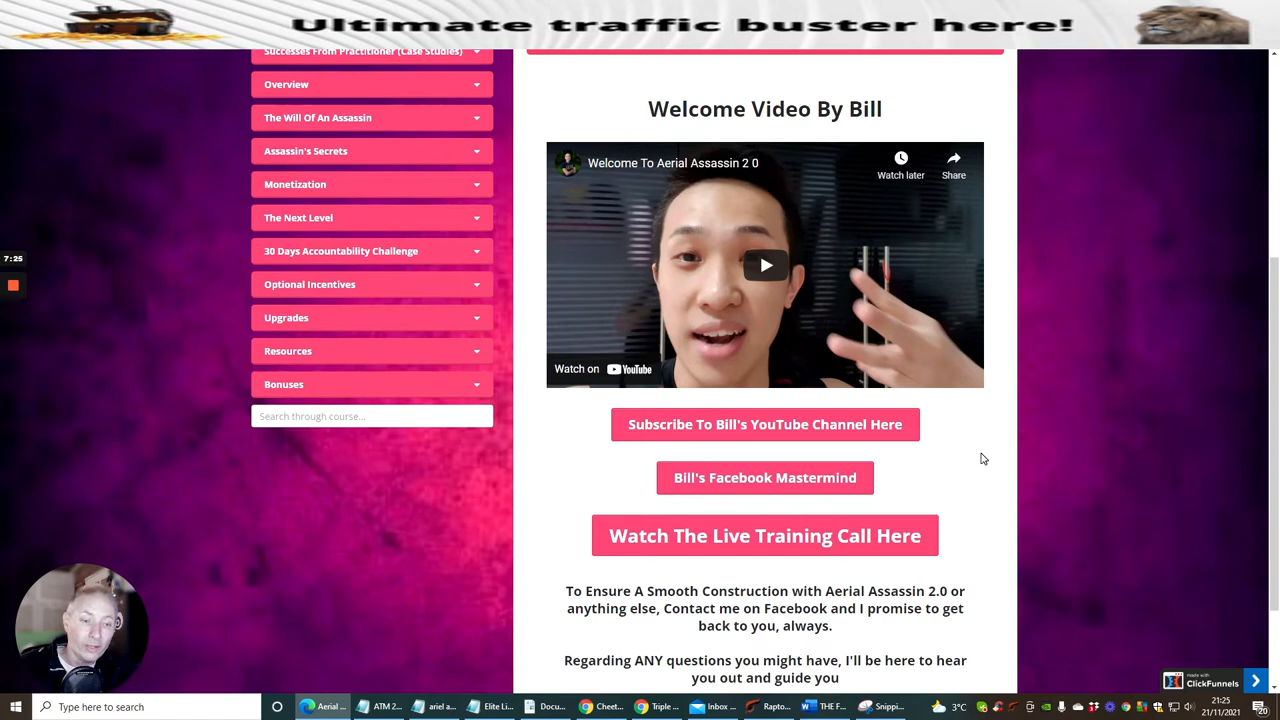 Ultimate traffic buster here!
Successes From Practitioner (Case Studies)
Overview
The Will Of An Assassin
Assassin's Secrets
Monetization
The Next Level
30 Days Accountability Challenge
Optional Incentives
Upgrades
Resources
Bonuses
Search through course...
7:25
Welcome Video By Bill
Welcome To Aerial Assassin 2 0
Watch later
Share
Watch on YouTube
Subscribe To Bill's YouTube Channel Here
Bill's Facebook Mastermind
Watch The Live Training Call Here
To Ensure A Smooth Construction with Aerial Assassin 2.0 or
anything else, Contact me on Facebook and I promise to get
back to you, always.
Regarding ANY questions you might have, I'll be here to hear
you out and guide you
made with
ClickFunnels
Type here to search
Aerial ...
ATM 2...
ariel a...
Elite Li...
Docu...
Cheet...
Triple ...
Inbox ...
Rapto...
THE F...
Snippi...
3°C
21:25
21/11/2021
20